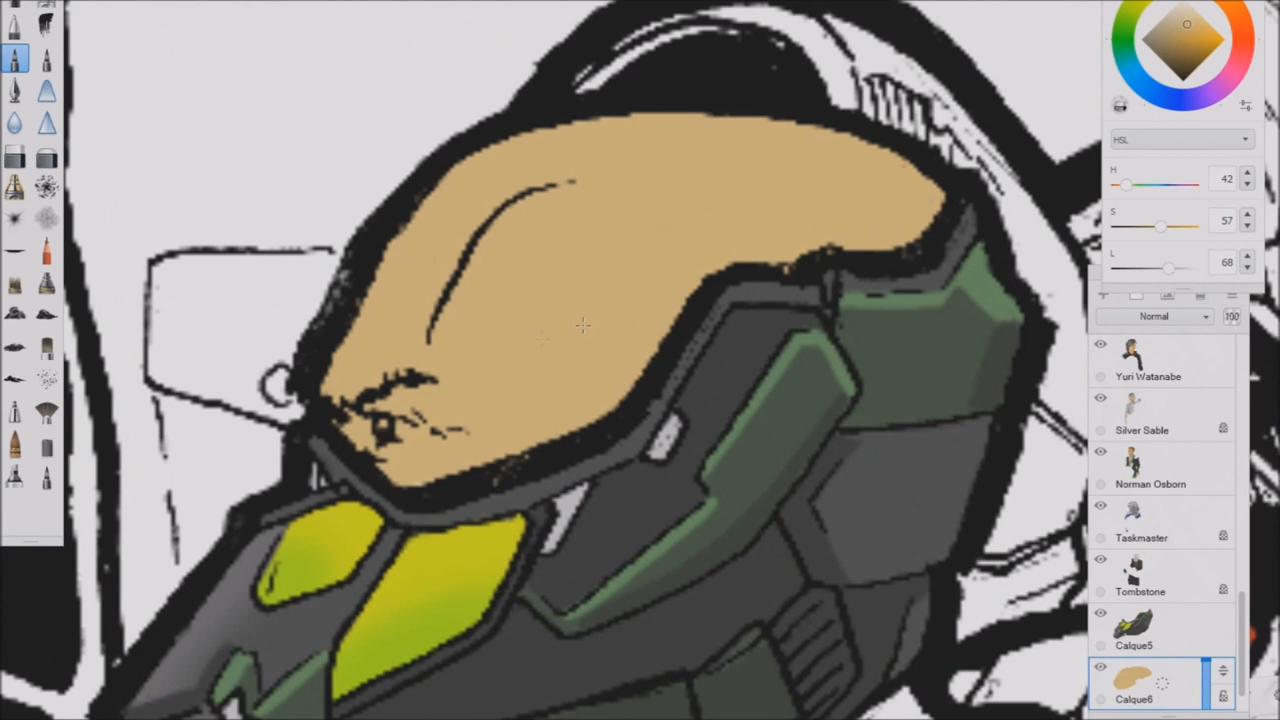 HSL
H 42
S 57
L 68
Normal 100
Yuri Watanabe
Silver Sable
Norman Osborn
Taskmaster
Tombstone
Calque5
Calque6